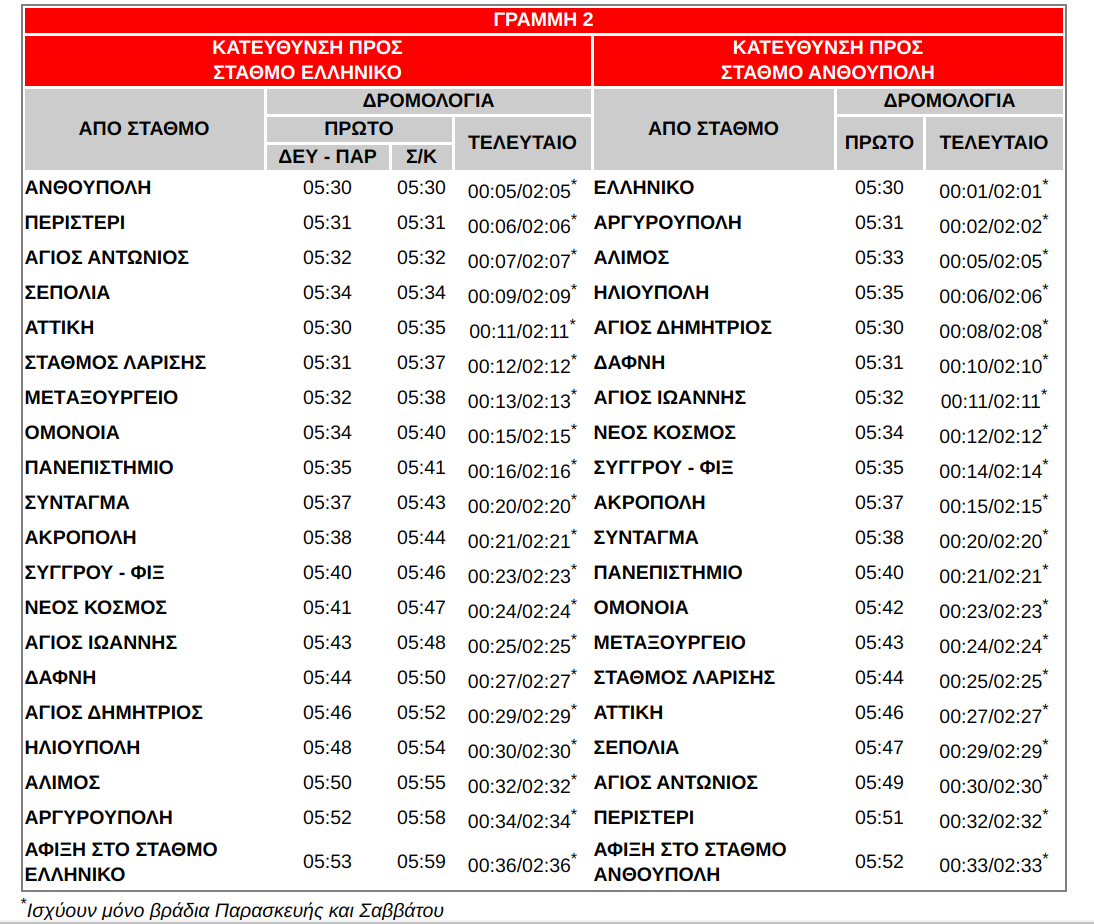 ΓΡΑΜΜΗ 2
ΚΑΤΕΥΘΥΝΣΗ ΠΡΟΣ
ΣΤΑΘΜΟ ΕΛΛΗΝΙΚΟ
ΚΑΤΕΥΘΥΝΣΗ ΠΡΟΣ
ΣΤΑΘΜΟ ΑΝΘΟΥΠΟΛΗ
ΑΠΟ ΣΤΑΘΜΟ
ΔΡΟΜΟΛΟΓΙΑ
ΠΡΩΤΟ
ΔΕΥ - ΠΑΡ Σ/Κ
ΤΕΛΕΥΤΑΙΟ
ΑΠΟ ΣΤΑΘΜΟ
ΔΡΟΜΟΛΟΓΙΑ
ΠΡΩΤΟ ΤΕΛΕΥΤΑΙΟ
ΑΝΘΟΥΠΟΛΗ 05:30 05:30 00:05/02:05* ΕΛΛΗΝΙΚΟ 05:30 00:01/02:01*
ΠΕΡΙΣΤΕΡΙ 05:31 05:31 00:06/02:06* ΑΡΓΥΡΟΥΠΟΛΗ 05:31 00:02/02:02*
ΑΓΙΟΣ ΑΝΤΩΝΙΟΣ 05:32 05:32 00:07/02:07* ΑΛΙΜΟΣ 05:33 00:05/02:05*
ΣΕΠΟΛΙΑ 05:34 05:34 00:09/02:09* ΗΛΙΟΥΠΟΛΗ 05:35 00:06/02:06*
ΑΤΤΙΚΗ 05:30 05:35 00:11/02:11* ΑΓΙΟΣ ΔΗΜΗΤΡΙΟΣ 05:30 00:08/02:08*
ΣΤΑΘΜΟΣ ΛΑΡΙΣΗΣ 05:31 05:37 00:12/02:12* ΔΑΦΝΗ 05:31 00:10/02:10*
ΜΕΤΑΞΟΥΡΓΕΙΟ 05:32 05:38 00:13/02:13* ΑΓΙΟΣ ΙΩΑΝΝΗΣ 05:32 00:11/02:11*
ΟΜΟΝΟΙΑ 05:34 05:40 00:15/02:15* ΝΕΟΣ ΚΟΣΜΟΣ 05:34 00:12/02:12*
ΠΑΝΕΠΙΣΤΗΜΙΟ 05:35 05:41 00:16/02:16* ΣΥΓΓΡΟΥ - ΦΙΞ 05:35 00:14/02:14*
ΣΥΝΤΑΓΜΑ 05:37 05:43 00:20/02:20* ΑΚΡΟΠΟΛΗ 05:37 00:15/02:15*
ΑΚΡΟΠΟΛΗ 05:38 05:44 00:21/02:21* ΣΥΝΤΑΓΜΑ 05:38 00:20/02:20*
ΣΥΓΓΡΟΥ - ΦΙΞ 05:40 05:46 00:23/02:23* ΠΑΝΕΠΙΣΤΗΜΙΟ 05:40 00:21/02:21*
ΝΕΟΣ ΚΟΣΜΟΣ 05:41 05:47 00:24/02:24* ΟΜΟΝΟΙΑ 05:42 00:23/02:23*
ΑΓΙΟΣ ΙΩΑΝΝΗΣ 05:43 05:48 00:25/02:25* ΜΕΤΑΞΟΥΡΓΕΙΟ 05:43 00:24/02:24*
ΔΑΦΝΗ 05:44 05:50 00:27/02:27* ΣΤΑΘΜΟΣ ΛΑΡΙΣΗΣ 05:44 00:25/02:25*
ΑΓΙΟΣ ΔΗΜΗΤΡΙΟΣ 05:46 05:52 00:29/02:29* ΑΤΤΙΚΗ 05:46 00:27/02:27*
ΗΛΙΟΥΠΟΛΗ 05:48 05:54 00:30/02:30* ΣΕΠΟΛΙΑ 05:47 00:29/02:29*
ΑΛΙΜΟΣ 05:50 05:55 00:32/02:32* ΑΓΙΟΣ ΑΝΤΩΝΙΟΣ 05:49 00:30/02:30*
ΑΡΓΥΡΟΥΠΟΛΗ 05:52 05:58 00:34/02:34* ΠΕΡΙΣΤΕΡΙ 05:51 00:32/02:32*
ΑΦΙΞΗ ΣΤΟ ΣΤΑΘΜΟ
ΕΛΛΗΝΙΚΟ
05:53 05:59 00:36/02:36*
ΑΦΙΞΗ ΣΤΟ ΣΤΑΘΜΟ
ΑΝΘΟΥΠΟΛΗ
05:52 00:33/02:33*
*Ισχύουν μόνο βράδια Παρασκευής και Σαββάτου